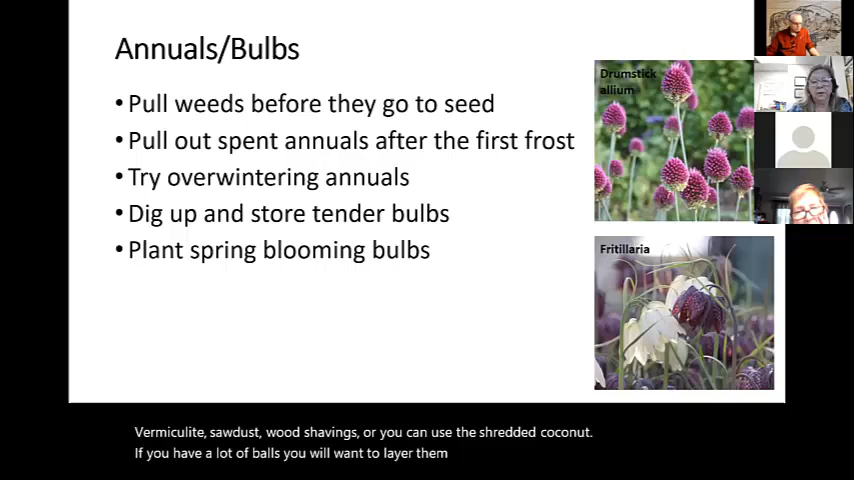 Annuals/Bulbs
• Pull weeds before they go to seed
• Pull out spent annuals after the first frost
• Try overwintering annuals
• Dig up and store tender bulbs
• Plant spring blooming bulbs
Drumstick
allium
Fritillaria
Vermiculite, sawdust, wood shavings, or you can use the shredded coconut.
If you have a lot of balls you will want to layer them